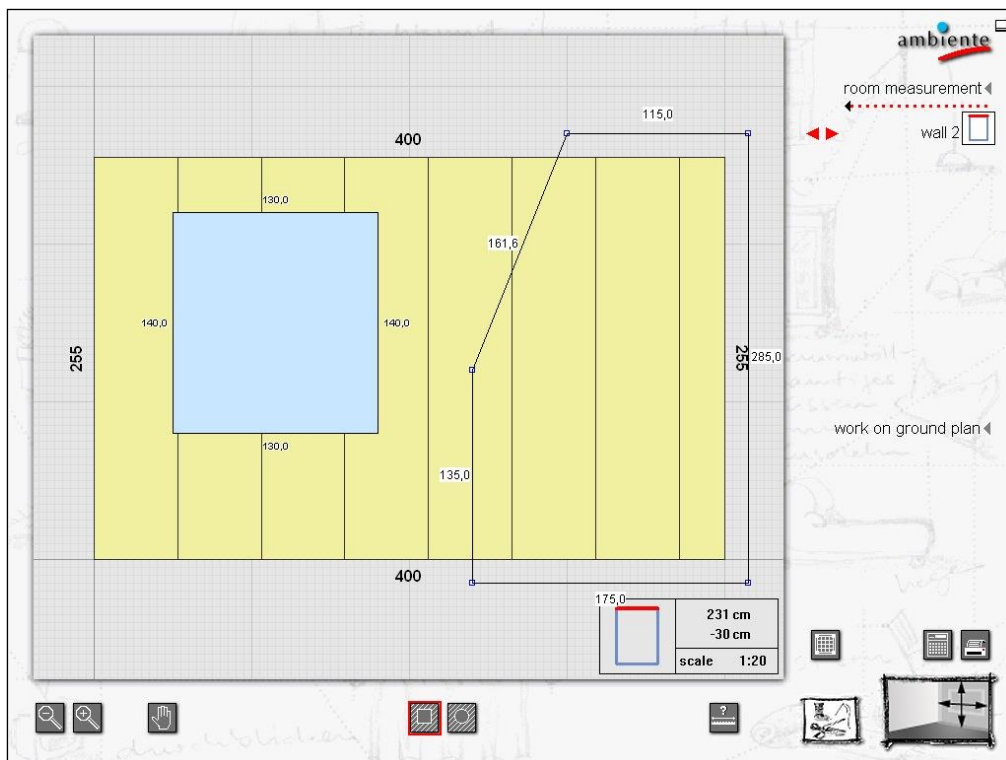 ambiente
room measurement
wall 2
115,0
400
130,0
161,6
140,0
140,0
255
255
285,0
130,0
135,0
work on ground plan
400
175,0
231 cm
-30 cm
scale 1:20
?